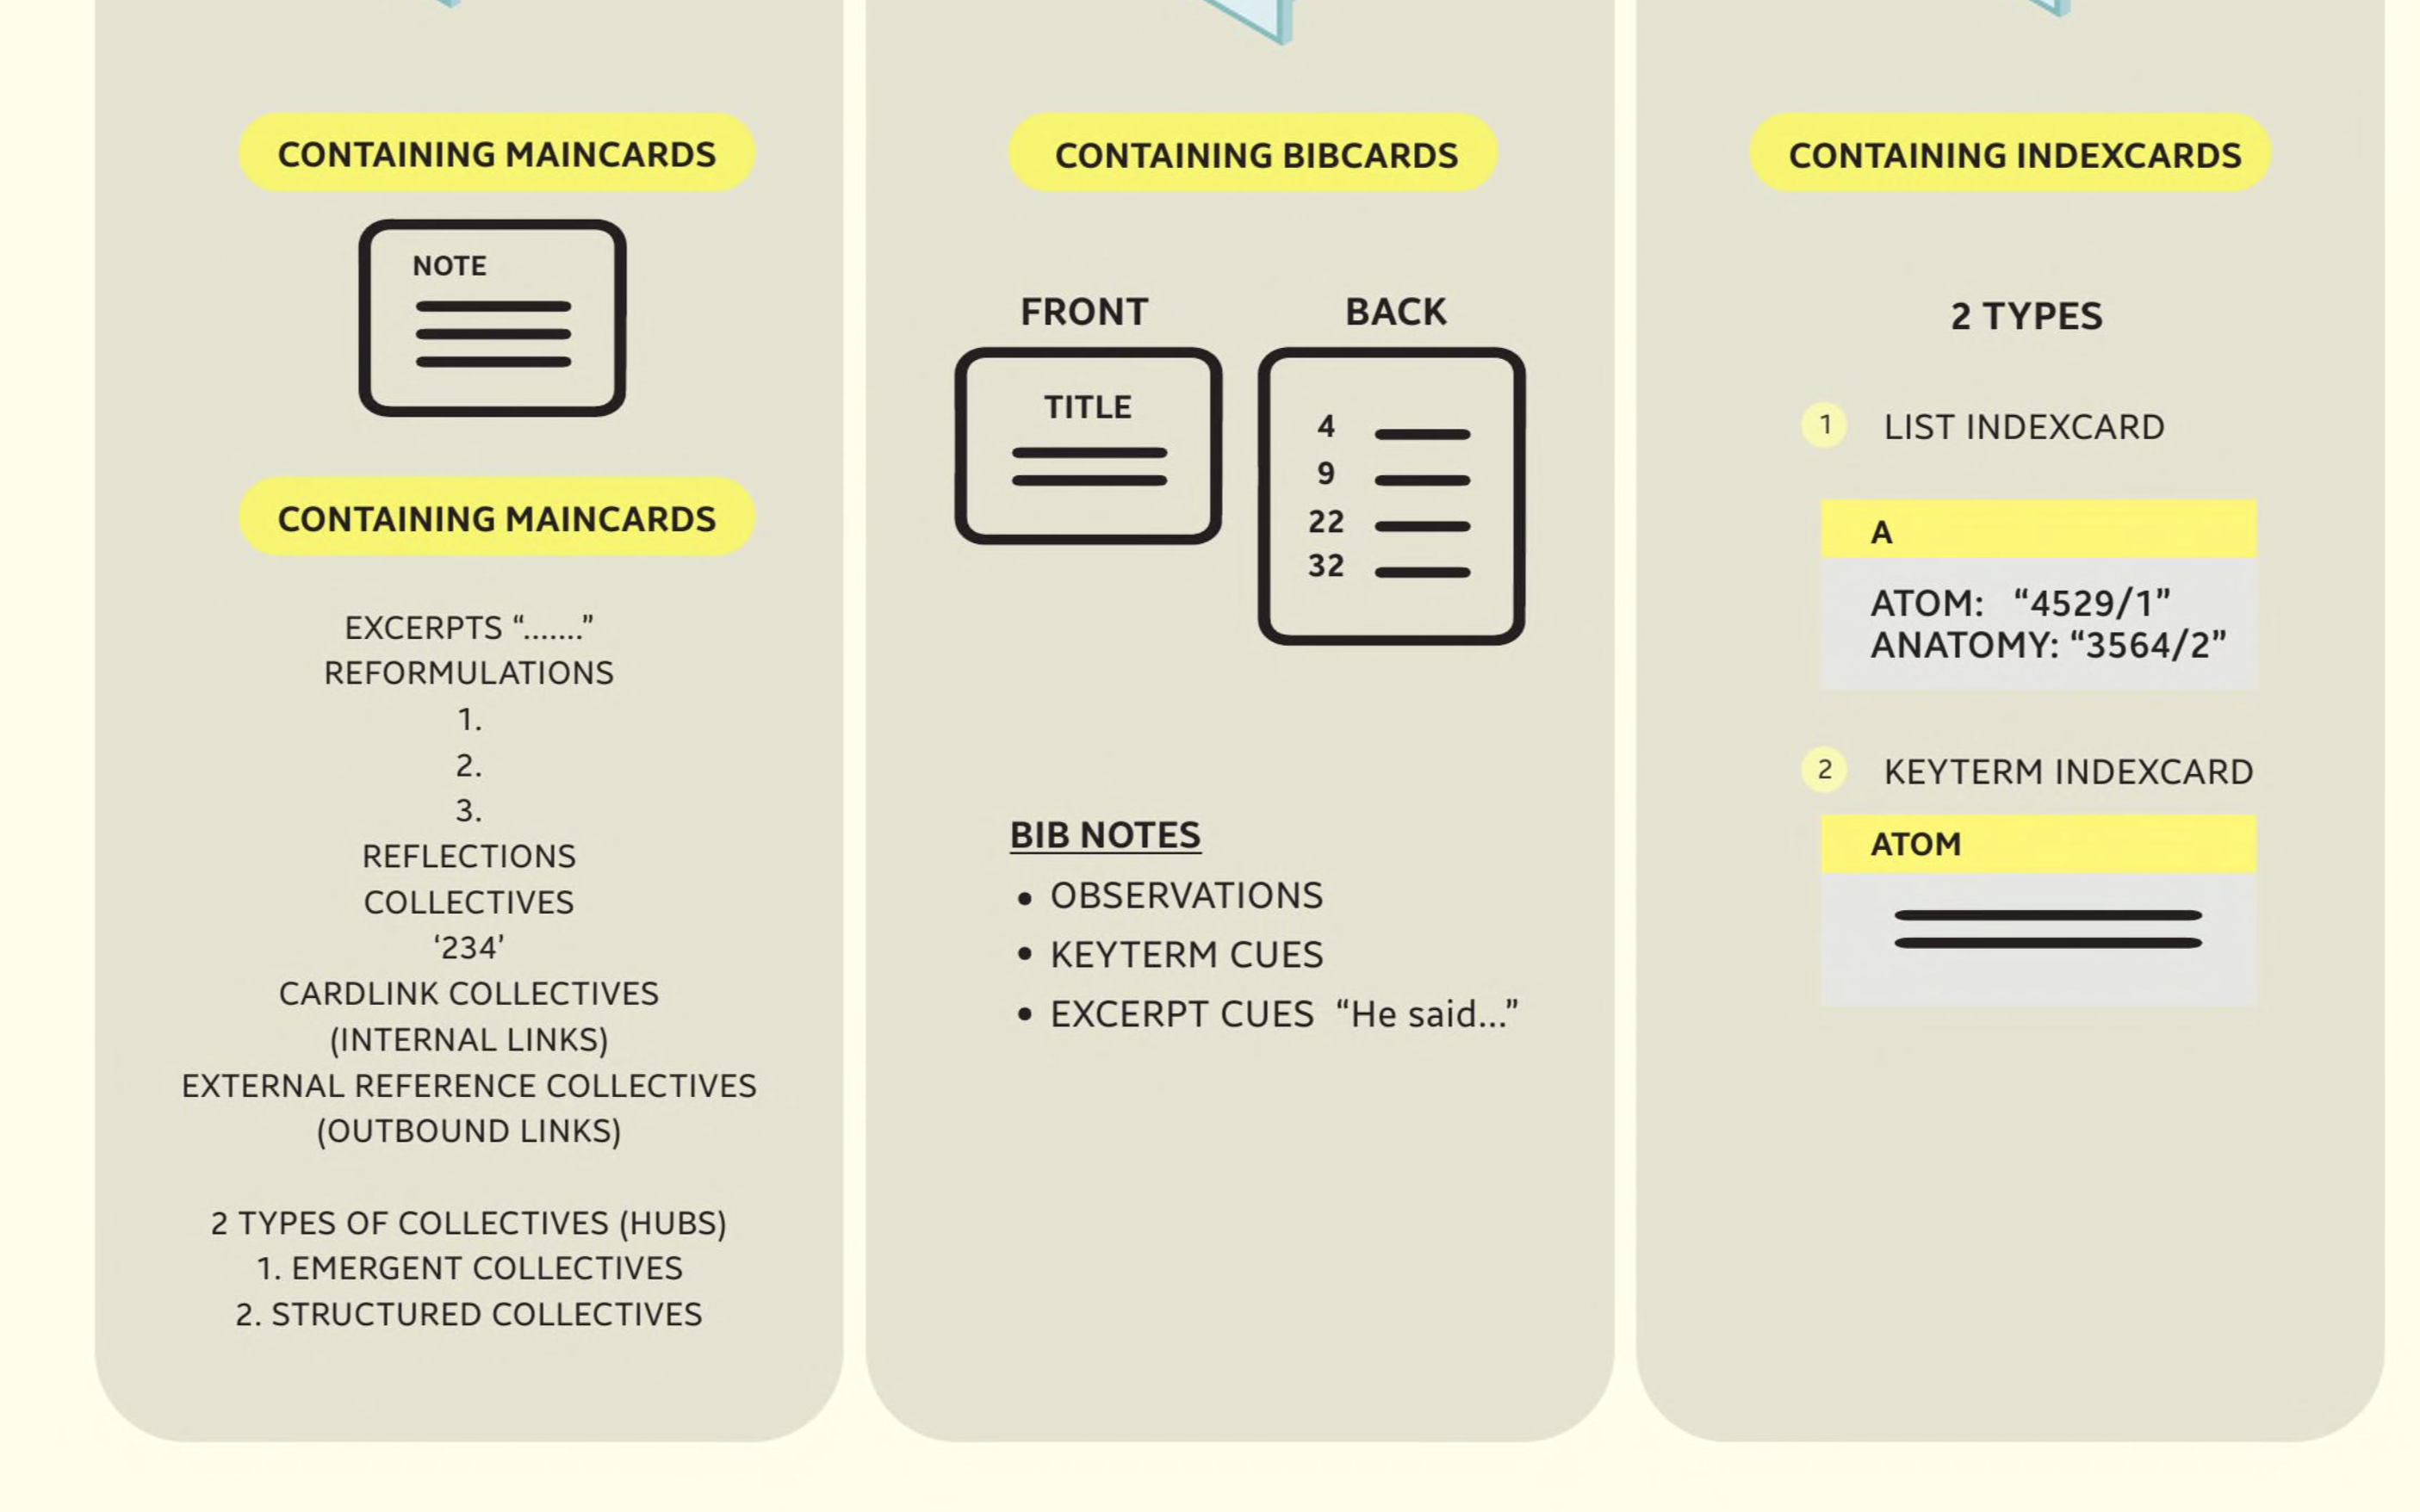 CONTAINING MAINCARDS
NOTE
CONTAINING MAINCARDS
EXCERPTS “.......”
REFORMULATIONS
1.
2.
3.
REFLECTIONS
COLLECTIVES
‘234’
CARDLINK COLLECTIVES
(INTERNAL LINKS)
EXTERNAL REFERENCE COLLECTIVES
(OUTBOUND LINKS)
2 TYPES OF COLLECTIVES (HUBS)
1. EMERGENT COLLECTIVES
2. STRUCTURED COLLECTIVES
CONTAINING BIBCARDS
FRONT
TITLE
BACK
4
9
22
32
BIB NOTES
• OBSERVATIONS
• KEYTERM CUES
• EXCERPT CUES “He said...”
CONTAINING INDEXCARDS
2 TYPES
1 LIST INDEXCARD
A
ATOM: “4529/1”
ANATOMY: “3564/2”
2 KEYTERM INDEXCARD
ATOM